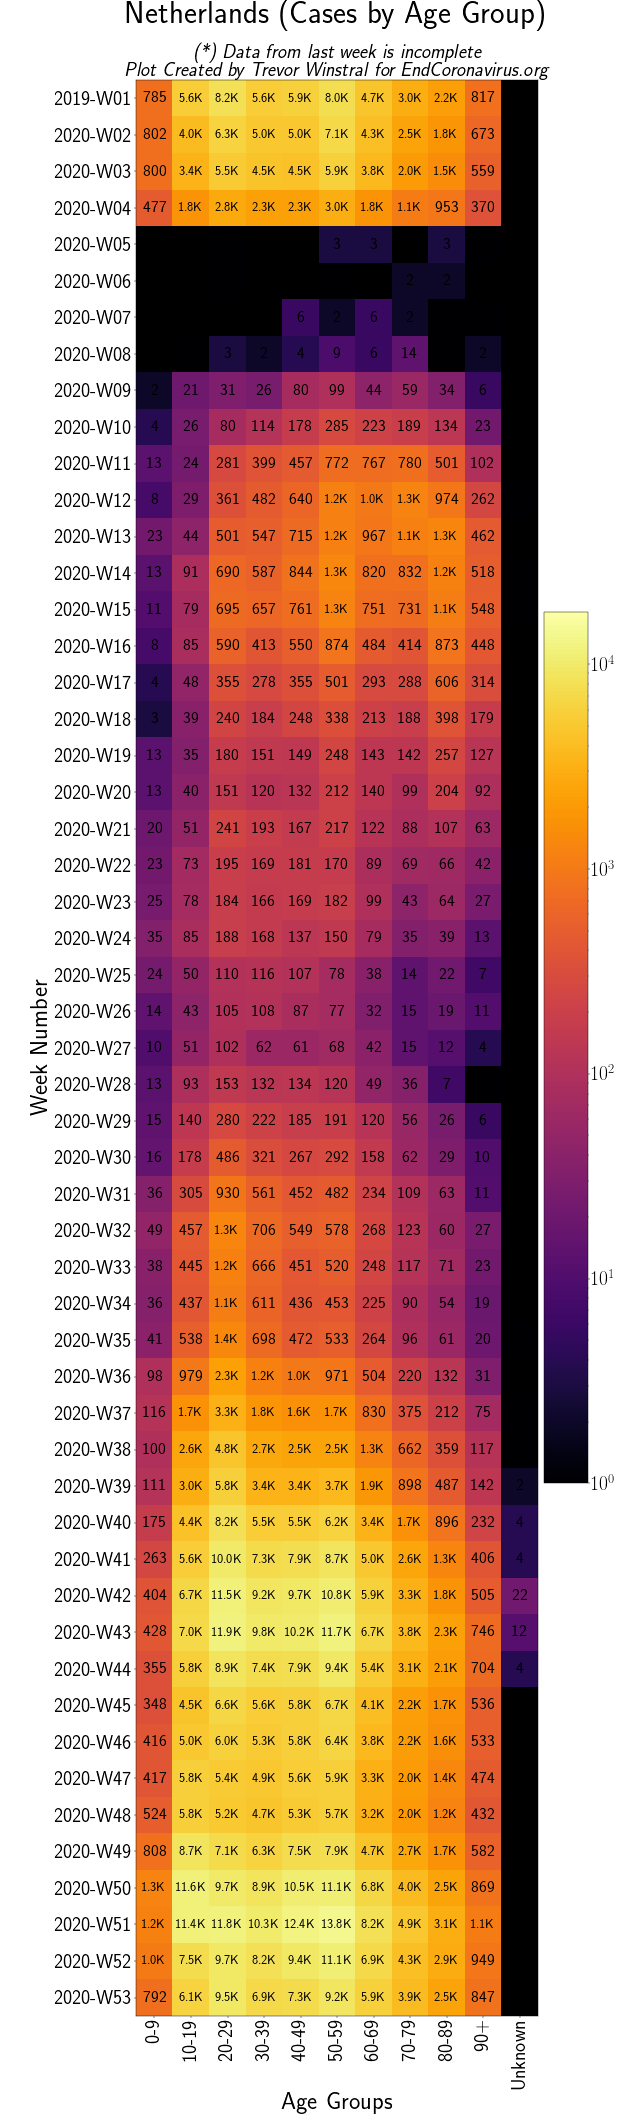 Netherlands (Cases by Age Group)
(*) Data from last week is incomplete
Plot Created by Trevor Winstral for EndCoronavirus.org
2019-W01 785 5.6K 8.2K 5.6K 5.9K 8.0K 4.7K 3.0K 2.2K 817
2020-W02 802 4.0K 6.3K 5.0K 5.0K 7.1K 4.3K 2.5K 1.8K 673
2020-W03 800 3.4K 5.5K 4.5K 4.5K 5.9K 3.8K 2.0K 1.5K 559
2020-W04 477 1.8K 2.8K 2.3K 2.3K 3.0K 1.8K 1.1K 953 370
2020-W05 3 3 3
2020-W06 2 2
2020-W07 6 2 6 2
2020-W08 3 2 4 9 6 14 2
2020-W09 2 21 31 26 80 99 44 59 34 6
2020-W10 4 26 80 114 178 285 223 189 134 23
2020-W11 13 24 281 399 457 772 767 780 501 102
2020-W12 8 29 361 482 640 1.2K 1.0K 1.3K 974 262
2020-W13 23 44 501 547 715 1.2K 967 1.1K 1.3K 462
2020-W14 13 91 690 587 844 1.3K 820 832 1.2K 518
2020-W15 11 79 695 657 761 1.3K 751 731 1.1K 548
2020-W16 8 85 590 413 550 874 484 414 873 448
2020-W17 4 48 355 278 355 501 293 288 606 314
2020-W18 3 39 240 184 248 338 213 188 398 179
2020-W19 13 35 180 151 149 248 143 142 257 127
2020-W20 13 40 151 120 132 212 140 99 204 92
2020-W21 20 51 241 193 167 217 122 88 107 63
2020-W22 23 73 195 169 181 170 89 69 66 42
2020-W23 25 78 184 166 169 182 99 43 64 27
2020-W24 35 85 188 168 137 150 79 35 39 13
2020-W25 24 50 110 116 107 78 38 14 22 7
2020-W26 14 43 105 108 87 77 32 15 19 11
2020-W27 10 51 102 62 61 68 42 15 12 4
2020-W28 13 93 153 132 134 120 49 36 7
2020-W29 15 140 280 222 185 191 120 56 26 6
2020-W30 16 178 486 321 267 292 158 62 29 10
2020-W31 36 305 930 561 452 482 234 109 63 11
2020-W32 49 457 1.3K 706 549 578 268 123 60 27
2020-W33 38 445 1.2K 666 451 520 248 117 71 23
2020-W34 36 437 1.1K 611 436 453 225 90 54 19
2020-W35 41 538 1.4K 698 472 533 264 96 61 20
2020-W36 98 979 2.3K 1.2K 1.0K 971 504 220 132 31
2020-W37 116 1.7K 3.3K 1.8K 1.6K 1.7K 830 375 212 75
2020-W38 100 2.6K 4.8K 2.7K 2.5K 2.5K 1.3K 662 359 117
2020-W39 111 3.0K 5.8K 3.4K 3.4K 3.7K 1.9K 898 487 142 2
2020-W40 175 4.4K 8.2K 5.5K 5.5K 6.2K 3.4K 1.7K 896 232 4
2020-W41 263 5.6K 10.0K 7.3K 7.9K 8.7K 5.0K 2.6K 1.3K 406 4
2020-W42 404 6.7K 11.5K 9.2K 9.7K 10.8K 5.9K 3.3K 1.8K 505 22
2020-W43 428 7.0K 11.9K 9.8K 10.2K 11.7K 6.7K 3.8K 2.3K 746 12
2020-W44 355 5.8K 8.9K 7.4K 7.9K 9.4K 5.4K 3.1K 2.1K 704 4
2020-W45 348 4.5K 6.6K 5.6K 5.8K 6.7K 4.1K 2.2K 1.7K 536
2020-W46 416 5.0K 6.0K 5.3K 5.8K 6.4K 3.8K 2.2K 1.6K 533
2020-W47 417 5.8K 5.4K 4.9K 5.6K 5.9K 3.3K 2.0K 1.4K 474
2020-W48 524 5.8K 5.2K 4.7K 5.3K 5.7K 3.2K 2.0K 1.2K 432
2020-W49 808 8.7K 7.1K 6.3K 7.5K 7.9K 4.7K 2.7K 1.7K 582
2020-W50 1.3K 11.6K 9.7K 8.9K 10.5K 11.1K 6.8K 4.0K 2.5K 869
2020-W51 1.2K 11.4K 11.8K 10.3K 12.4K 13.8K 8.2K 4.9K 3.1K 1.1K
2020-W52 1.0K 7.5K 9.7K 8.2K 9.4K 11.1K 6.9K 4.3K 2.9K 949
2020-W53 792 6.1K 9.5K 6.9K 7.3K 9.2K 5.9K 3.9K 2.5K 847
0-9 10-19 20-29 30-39 40-49 50-59 60-69 70-79 80-89 90+ Unknown
Age Groups
Week Number
10⁴
10³
10²
10¹
10⁰